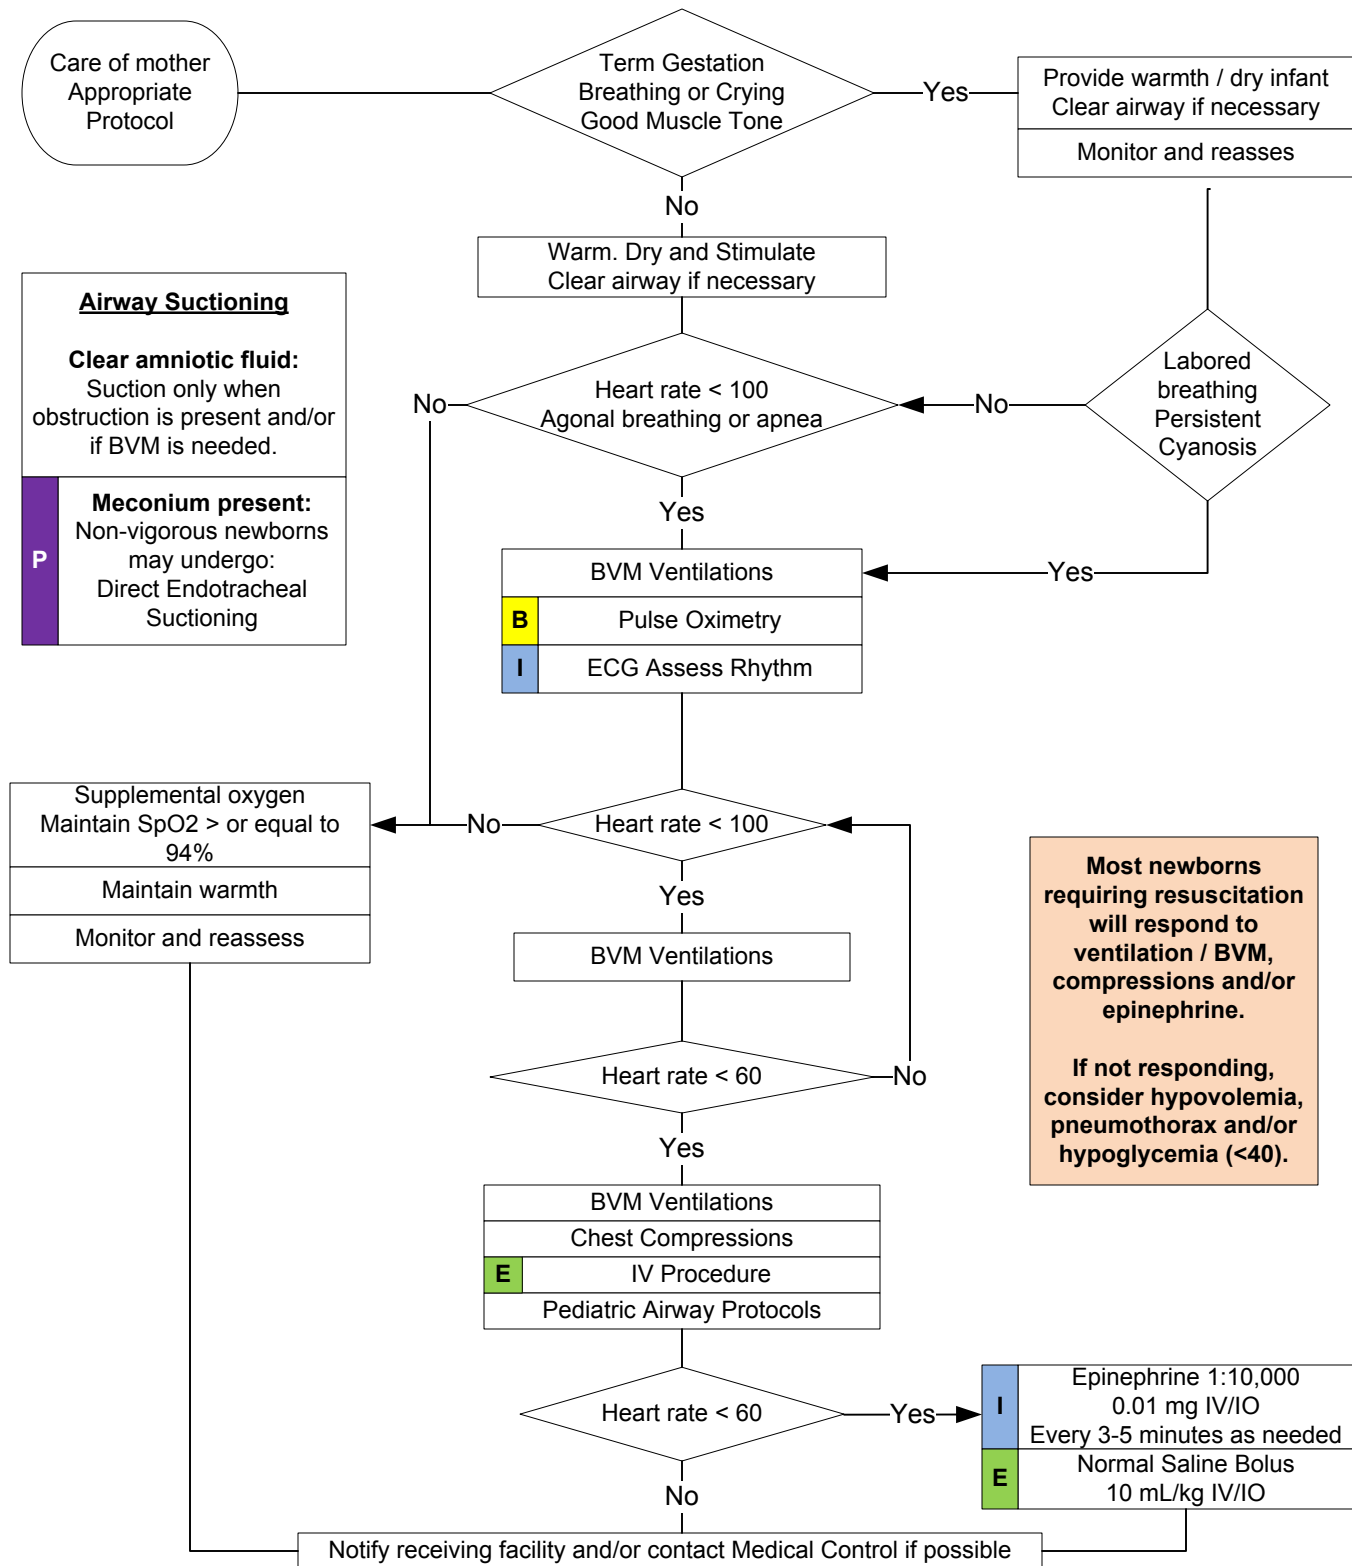 Care of mother
Appropriate
Protocol
Term Gestation
Breathing or Crying
Good Muscle Tone
Yes
Provide warmth / dry infant
Clear airway if necessary
Monitor and reasses
No
Warm. Dry and Stimulate
Clear airway if necessary
Airway Suctioning
Clear amniotic fluid:
Suction only when
obstruction is present and/or
if BVM is needed.
P
Meconium present:
Non-vigorous newborns
may undergo:
Direct Endotracheal
Suctioning
No
Heart rate < 100
Agonal breathing or apnea
No
Labored
breathing
Persistent
Cyanosis
Yes
Yes
BVM Ventilations
B
Pulse Oximetry
I
ECG Assess Rhythm
Supplemental oxygen
Maintain SpO2 > or equal to
94%
Maintain warmth
Monitor and reassess
No
Heart rate < 100
Yes
BVM Ventilations
Heart rate < 60
No
Yes
Most newborns
requiring resuscitation
will respond to
ventilation / BVM,
compressions and/or
epinephrine.
If not responding,
consider hypovolemia,
pneumothorax and/or
hypoglycemia (<40).
BVM Ventilations
Chest Compressions
E
IV Procedure
Pediatric Airway Protocols
Heart rate < 60
Yes
I
Epinephrine 1:10,000
0.01 mg IV/IO
Every 3-5 minutes as needed
E
Normal Saline Bolus
10 mL/kg IV/IO
No
Notify receiving facility and/or contact Medical Control if possible